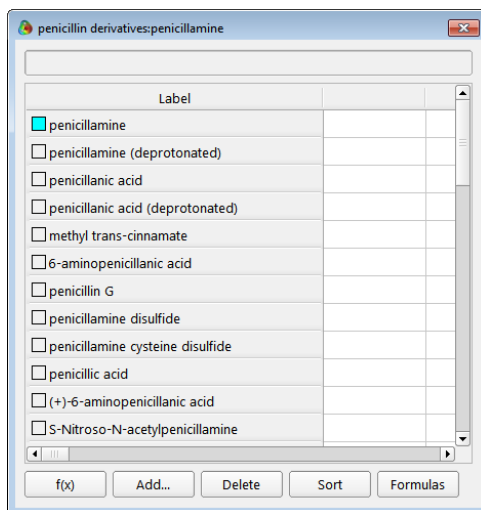 penicillin derivatives:penicillamine
Label
penicillamine
penicillamine (deprotonated)
penicillanic acid
penicillanic acid (deprotonated)
methyl trans-cinnamate
6-aminopenicillanic acid
penicillin G
penicillamine disulfide
penicillamine cysteine disulfide
penicillic acid
(+)-6-aminopenicillanic acid
S-Nitroso-N-acetylpenicillamine
f(x) Add... Delete Sort Formulas